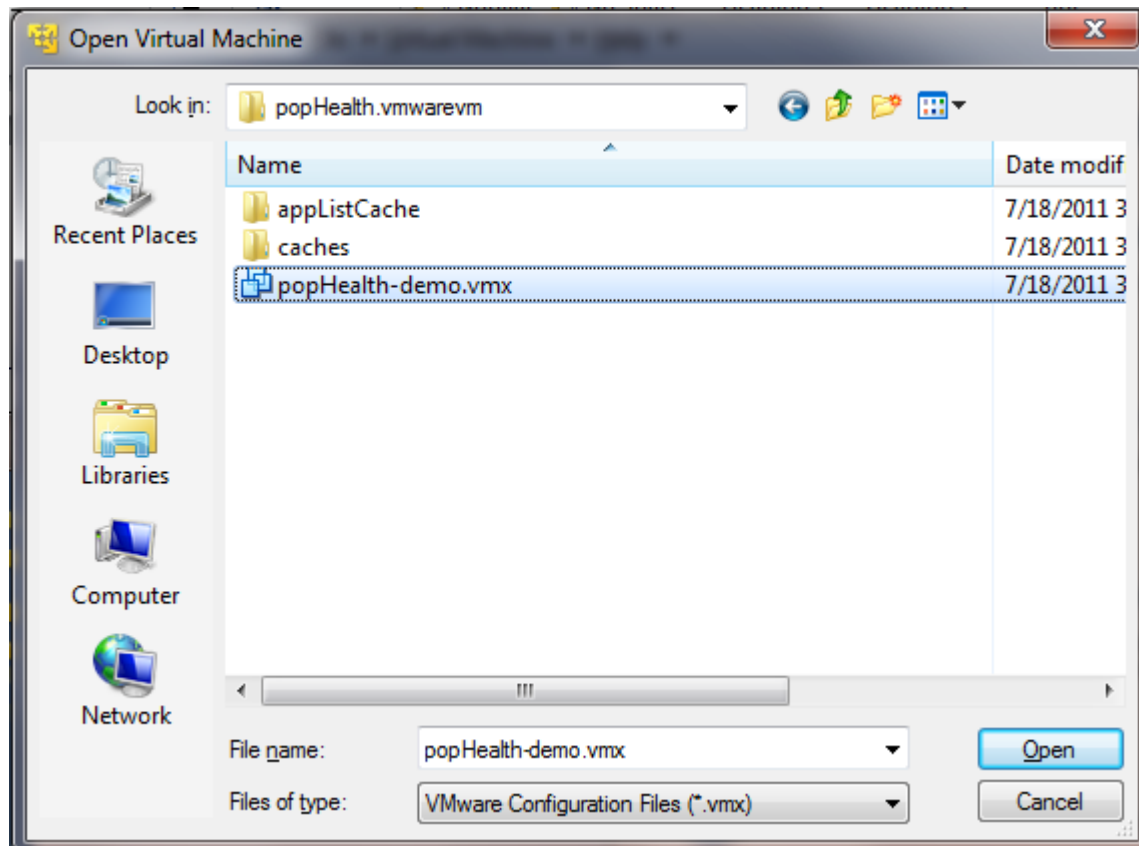 Open Virtual Machine
Look in: popHealth.vmwarevm
Name Date modif
appListCache 7/18/2011 3
caches 7/18/2011 3
popHealth-demo.vmx 7/18/2011 3
Recent Places
Desktop
Libraries
Computer
Network
File name: popHealth-demo.vmx Open
Files of type: VMware Configuration Files (*.vmx) Cancel